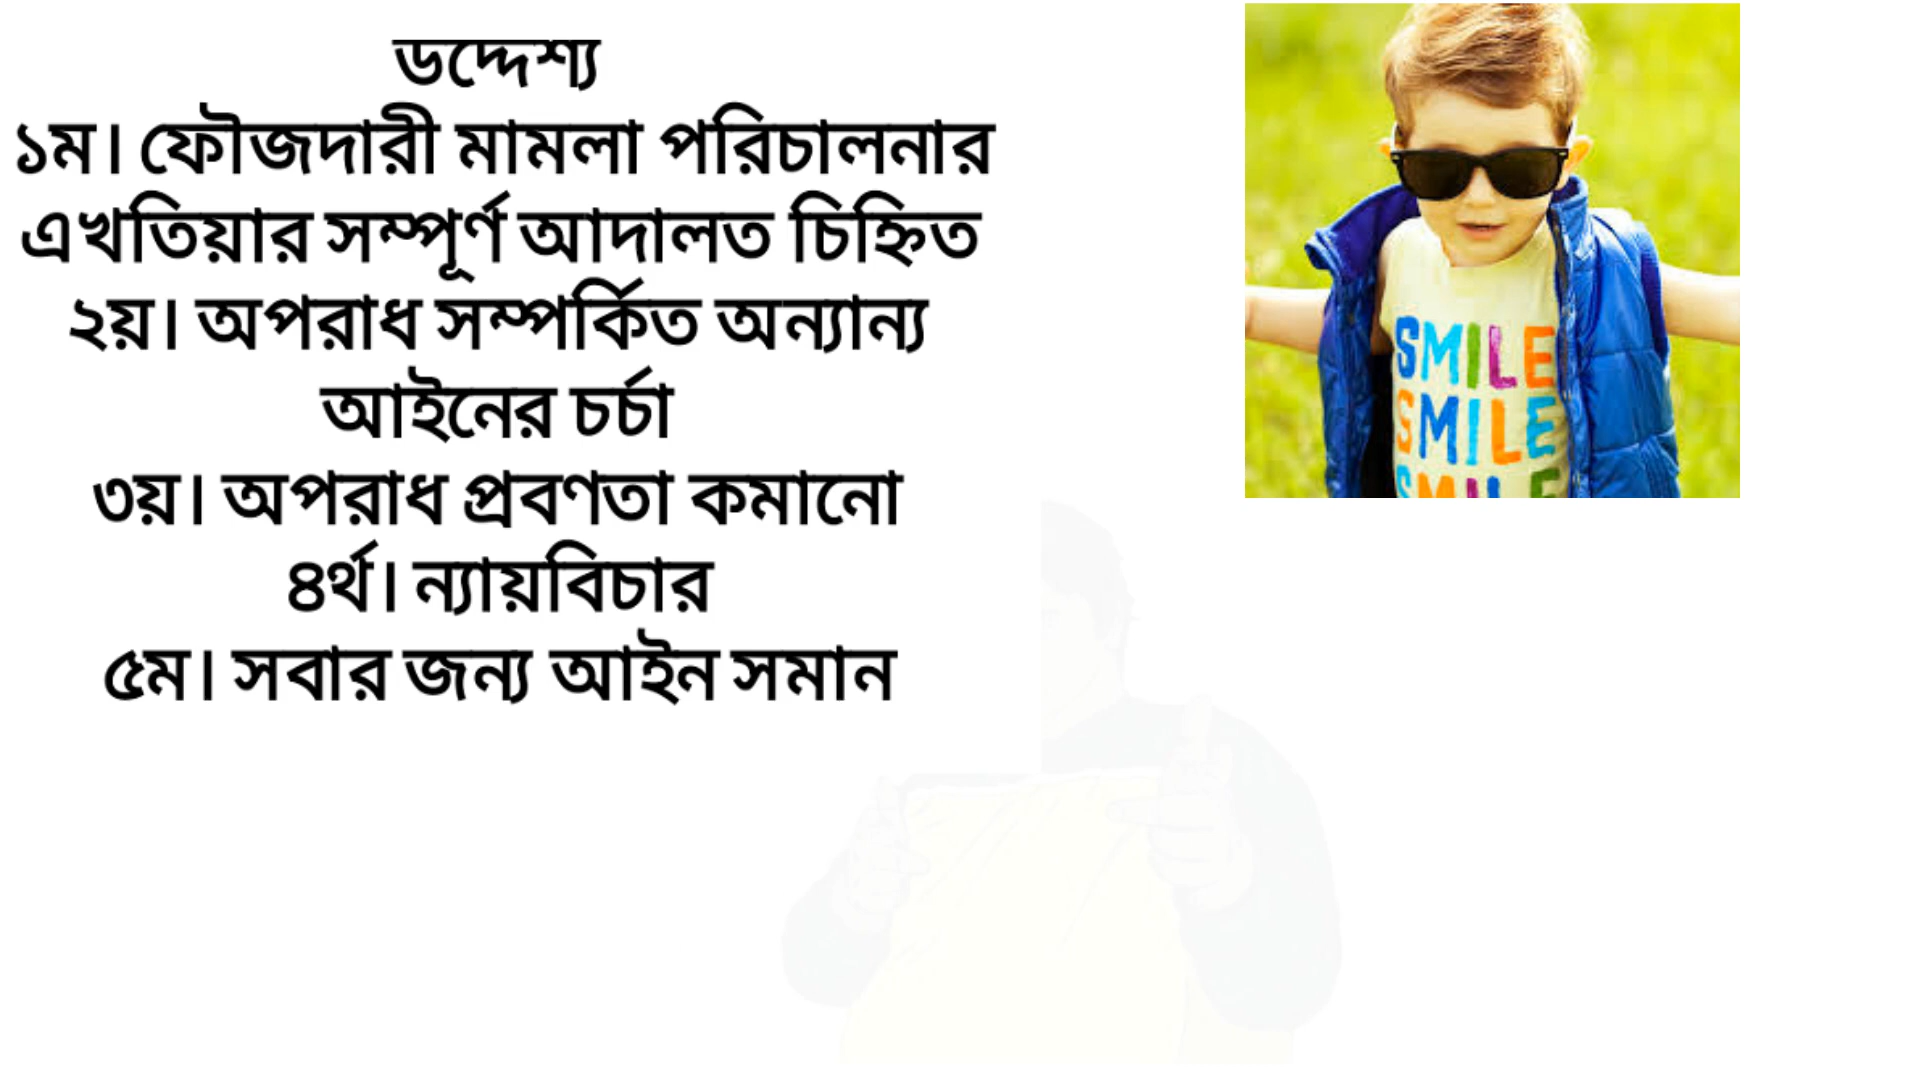 উদ্দেশ্য
১ম। ফৌজদারী মামলা পরিচালনার
এখতিয়ার সম্পূর্ণ আদালত চিহ্নিত
২য়। অপরাধ সম্পর্কিত অন্যান্য
আইনের চর্চা
৩য়। অপরাধ প্রবণতা কমানো
৪র্থ। ন্যায়বিচার
৫ম। সবার জন্য আইন সমান
SMILE
SMILE
SMILE